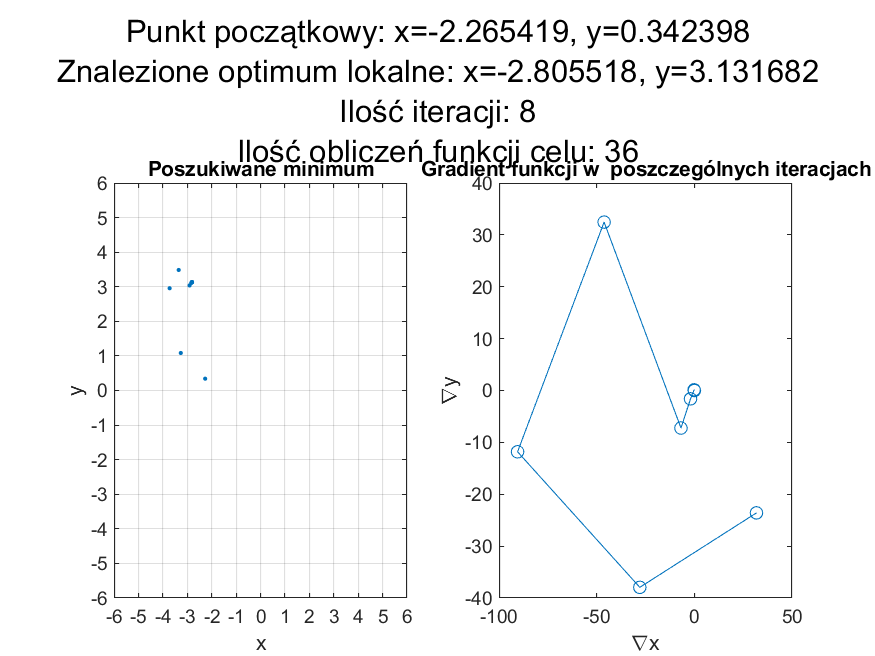 Punkt początkowy: x=-2.265419, y=0.342398
Znalezione optimum lokalne: x=-2.805518, y=3.131682
Ilość iteracji: 8
Ilość obliczeń funkcji celu: 36
Poszukiwane minimum
6
5
4
3
2
1
0
-1
-2
-3
-4
-5
-6
y
-6 -5 -4 -3 -2 -1 0 1 2 3 4 5 6
x
Gradient funkcji w  poszczególnych iteracjach
40
30
20
10
0
-10
-20
-30
-40
∇y
-100 -50 0 50
∇x